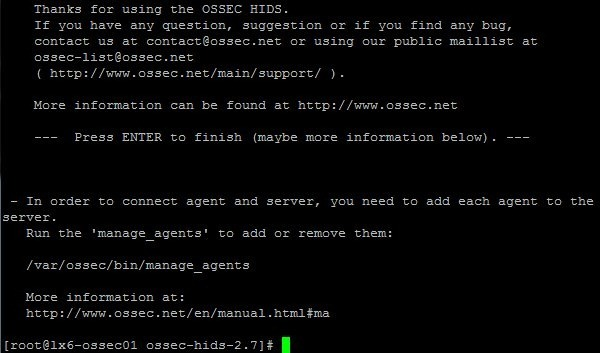 Thanks for using the OSSEC HIDS.
If you have any question, suggestion or if you find any bug,
contact us at contact@ossec.net or using our public maillist at
ossec-list@ossec.net
( http://www.ossec.net/main/support/ ).
More information can be found at http://www.ossec.net
---  Press ENTER to finish (maybe more information below). ---
- In order to connect agent and server, you need to add each agent to the
server.
Run the 'manage_agents' to add or remove them:
/var/ossec/bin/manage_agents
More information at:
http://www.ossec.net/en/manual.html#ma
[root@lx6-ossec01 ossec-hids-2.7]#